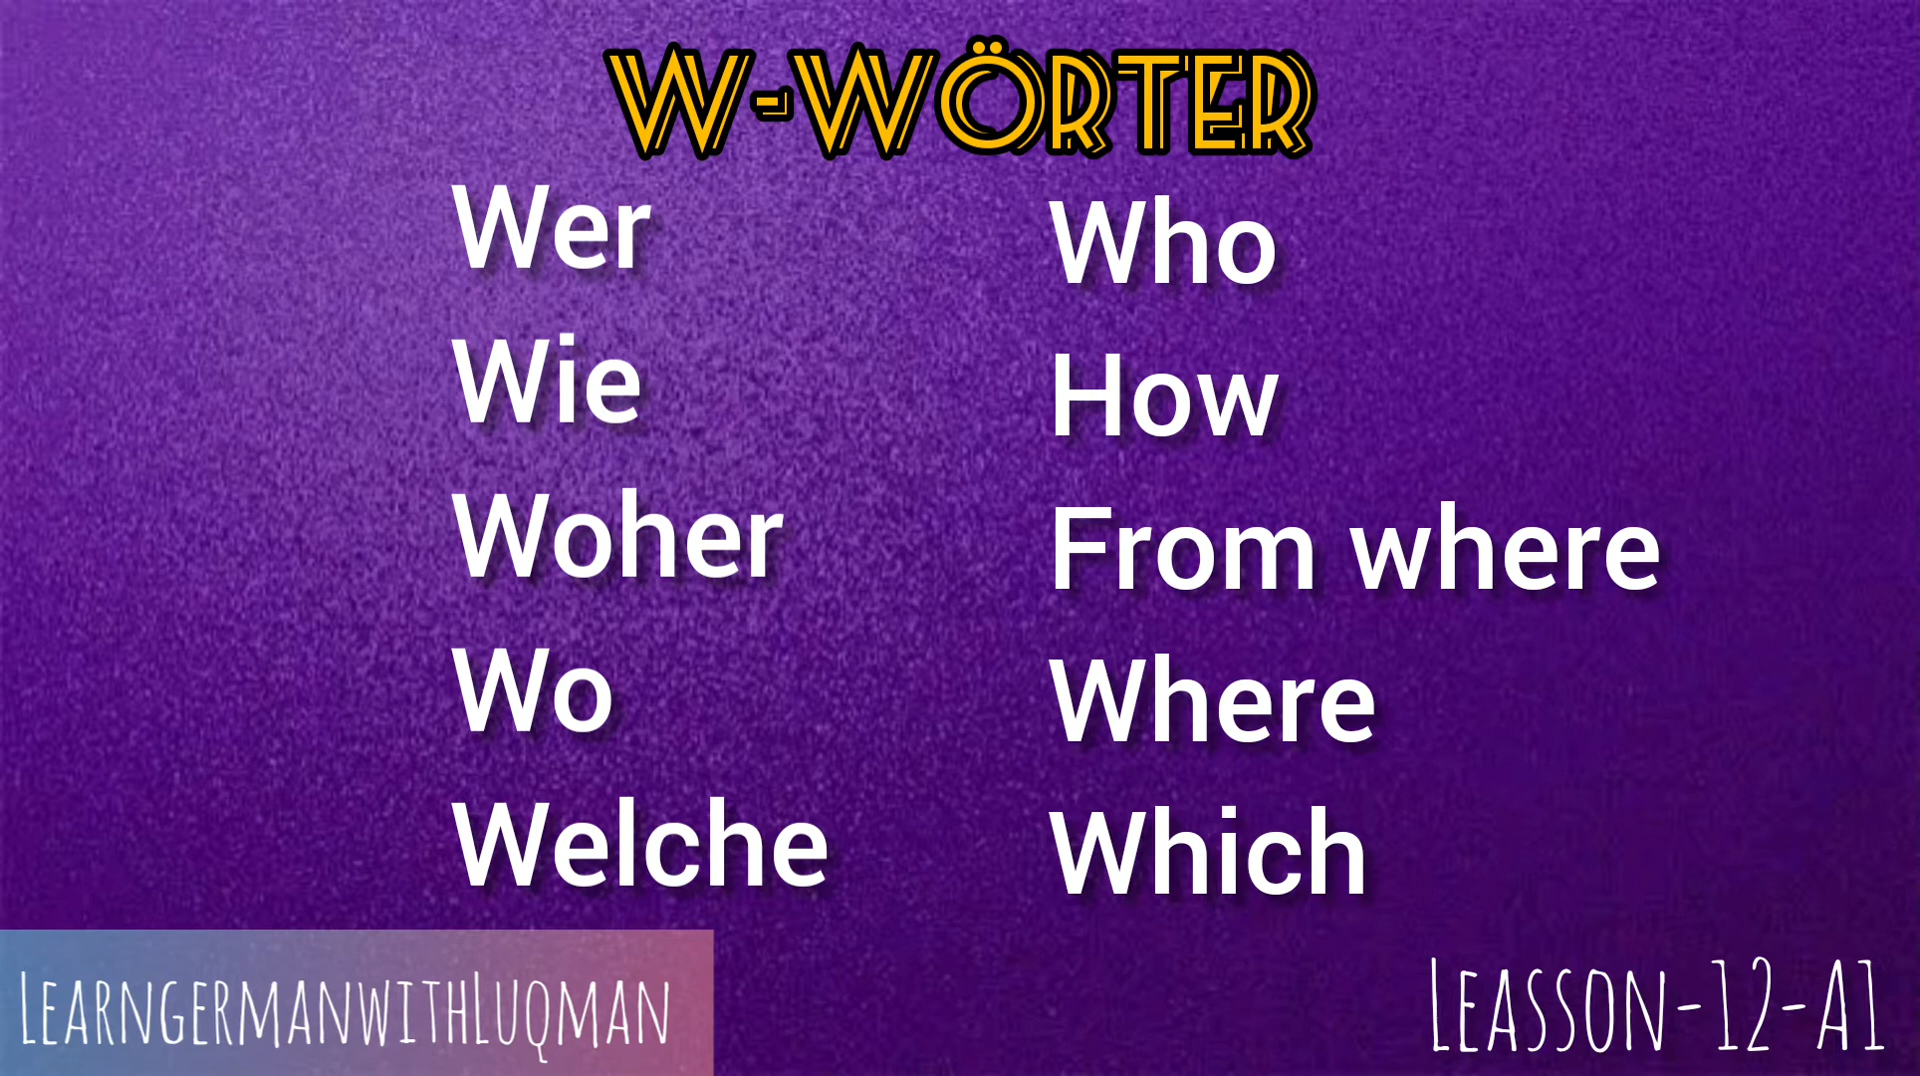 W-WÖRTER
Wer Who
Wie How
Woher From where
Wo Where
Welche Which
LearngermanwithLuqman
Leasson-12-A1